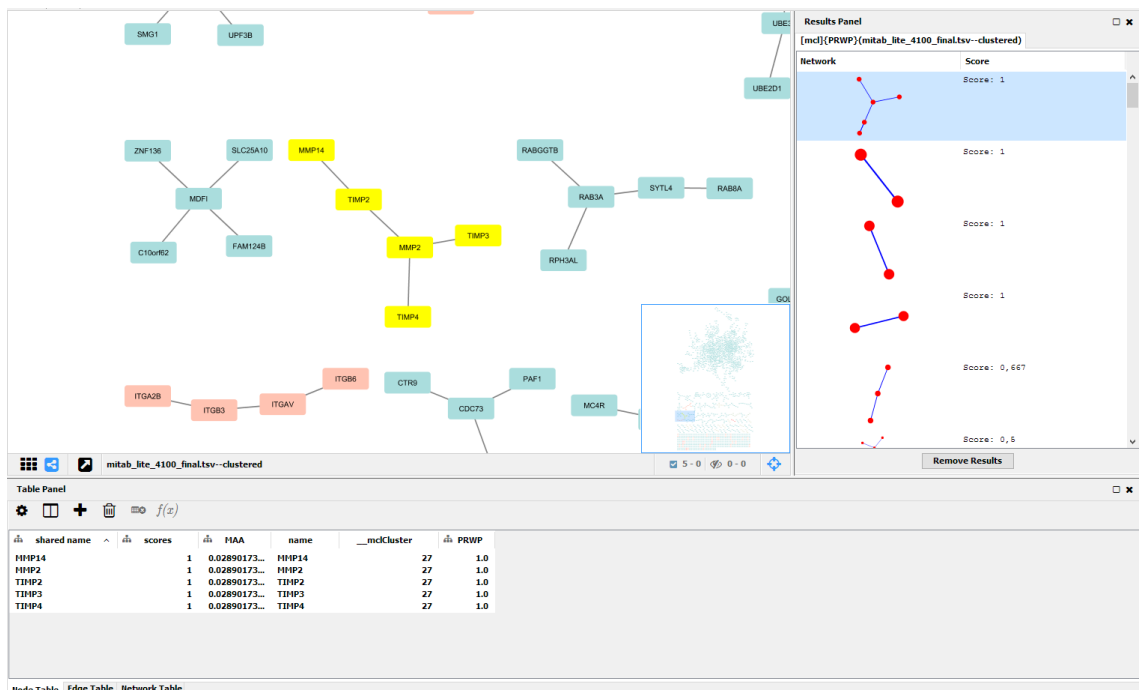 SMG1
UPF3B
UBE2D1
ZNF136
SLC25A10
MMP14
RABGGTB
MDFI
TIMP2
RAB3A
SYTL4
RAB8A
C10orf62
FAM124B
MMP2
TIMP3
RPH3AL
TIMP4
ITGA2B
ITGB3
ITGAV
ITGB6
CTR9
CDC73
PAF1
MC4R
mitab_lite_4100_final.tsv--clustered
5 - 0
0 - 0
Results Panel
[mcl]{PRWP}(mitab_lite_4100_final.tsv--clustered)
Network Score
Score: 1
Score: 1
Score: 1
Score: 1
Score: 0,667
Score: 0,5
Remove Results
Table Panel
f(x)
shared name scores MAA name __mclCluster PRWP
MMP14 1 0.02890173... MMP14 27 1.0
MMP2 1 0.02890173... MMP2 27 1.0
TIMP2 1 0.02890173... TIMP2 27 1.0
TIMP3 1 0.02890173... TIMP3 27 1.0
TIMP4 1 0.02890173... TIMP4 27 1.0
Node Table Edge Table Network Table